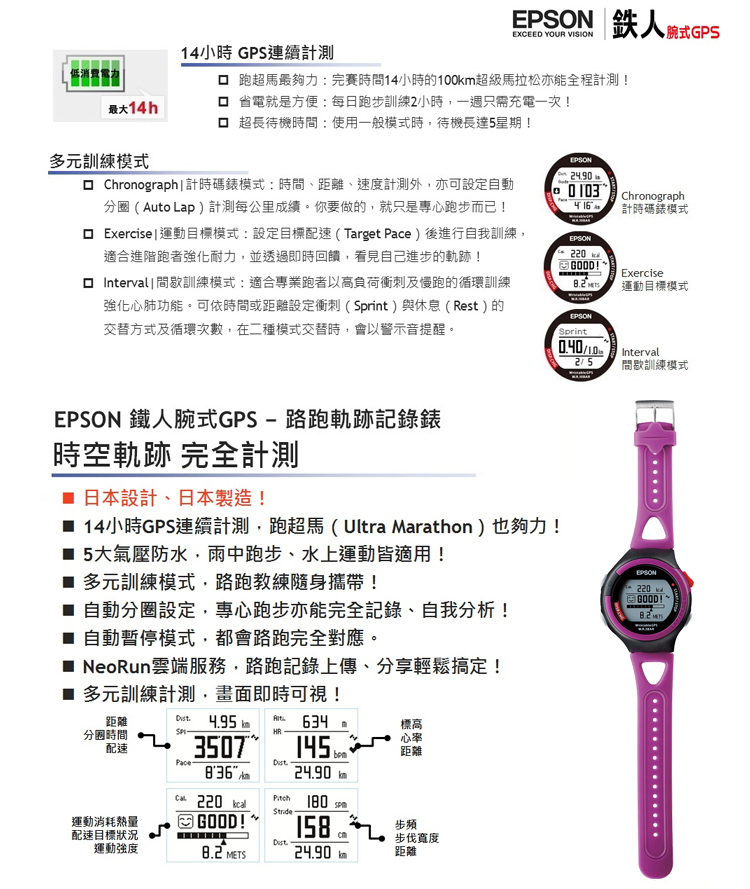 EPSON
EXCEED YOUR VISION
鉄人腕式GPS
低消費電力
最大14h
14小時 GPS連續計測
跑超馬最夠力：完賽時間14小時的100km超級馬拉松亦能全程計測！
省電就是方便：每日跑步訓練2小時，一週只需充電一次！
超長待機時間：使用一般模式時，待機長達5星期！
多元訓練模式
Chronograph|計時碼錶模式：時間、距離、速度計測外，亦可設定自動
分圈（Auto Lap）計測每公里成績。你要做的，就只是專心跑步而已！
Exercise|運動目標模式：設定目標配速（Target Pace）後進行自我訓練，
適合進階跑者強化耐力，並透過即時回饋，看見自己進步的軌跡！
Interval|間歇訓練模式：適合專業跑者以高負荷衝刺及慢跑的循環訓練
強化心肺功能。可依時間或距離設定衝刺（Sprint）與休息（Rest）的
交替方式及循環次數，在二種模式交替時，會以警示音提醒。
EPSON
Dist. 24.90 km
0103
Pace 4'16" /km
WristableGPS
W.R.10BAR
Chronograph
計時碼錶模式
EPSON
Cal. 220 kcal
GOOD!
8.2 METS
WristableGPS
W.R.10BAR
Exercise
運動目標模式
EPSON
Sprint
0.40/1.0km
2/ 5
WristableGPS
W.R.10BAR
Interval
間歇訓練模式
EPSON 鐵人腕式GPS – 路跑軌跡記錄錶
時空軌跡 完全計測
日本設計、日本製造！
14小時GPS連續計測，跑超馬（Ultra Marathon）也夠力！
5大氣壓防水，雨中跑步、水上運動皆適用！
多元訓練模式，路跑教練隨身攜帶！
自動分圈設定，專心跑步亦能完全記錄、自我分析！
自動暫停模式，都會路跑完全對應。
NeoRun雲端服務，路跑記錄上傳、分享輕鬆搞定！
多元訓練計測，畫面即時可視！
EPSON
Cal. 220 kcal
GOOD!
8.2 METS
WristableGPS
距離
分圈時間
配速
Dist. 4.95 km
SPl
35'07"
Pace 8'36" /km
Alti. 634 m
HR
145 bpm
Dist. 24.90 km
標高
心率
距離
運動消耗熱量
配速目標狀況
運動強度
Cal. 220 kcal
GOOD!
8.2 METS
Pitch 180 spm
Stride
158 cm
Dist. 24.90 km
步頻
步伐寬度
距離